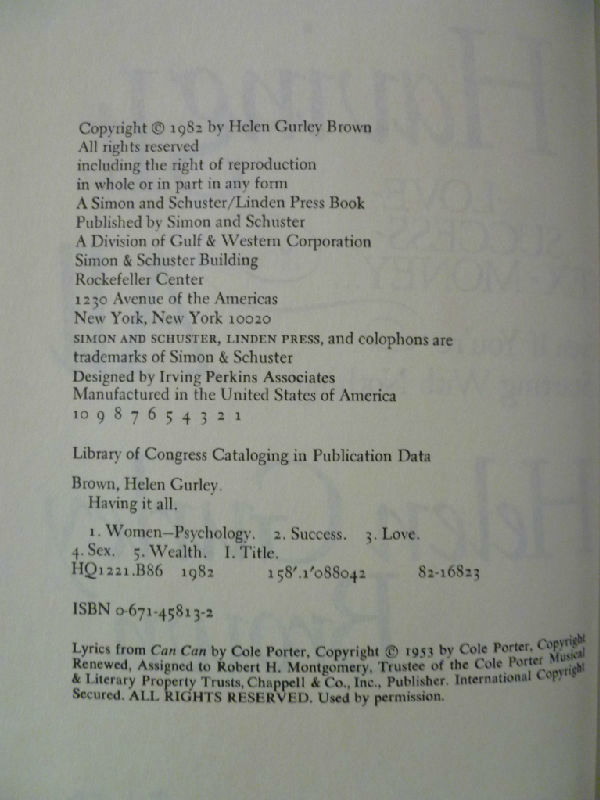 Copyright © 1982 by Helen Gurley Brown
All rights reserved
including the right of reproduction
in whole or in part in any form
A Simon and Schuster/Linden Press Book
Published by Simon and Schuster
A Division of Gulf & Western Corporation
Simon & Schuster Building
Rockefeller Center
1230 Avenue of the Americas
New York, New York 10020
SIMON AND SCHUSTER, LINDEN PRESS, and colophons are
trademarks of Simon & Schuster
Designed by Irving Perkins Associates
Manufactured in the United States of America
10 9 8 7 6 5 4 3 2 1
Library of Congress Cataloging in Publication Data
Brown, Helen Gurley.
Having it all.
1. Women—Psychology. 2. Success. 3. Love.
4. Sex. 5. Wealth. I. Title.
HQ1221.B86 1982 158'.1'088042 82-16823
ISBN 0-671-45813-2
Lyrics from Can Can by Cole Porter, Copyright © 1953 by Cole Porter, Copyright
Renewed, Assigned to Robert H. Montgomery, Trustee of the Cole Porter Musical
& Literary Property Trusts, Chappell & Co., Inc., Publisher. International Copyright
Secured. ALL RIGHTS RESERVED. Used by permission.